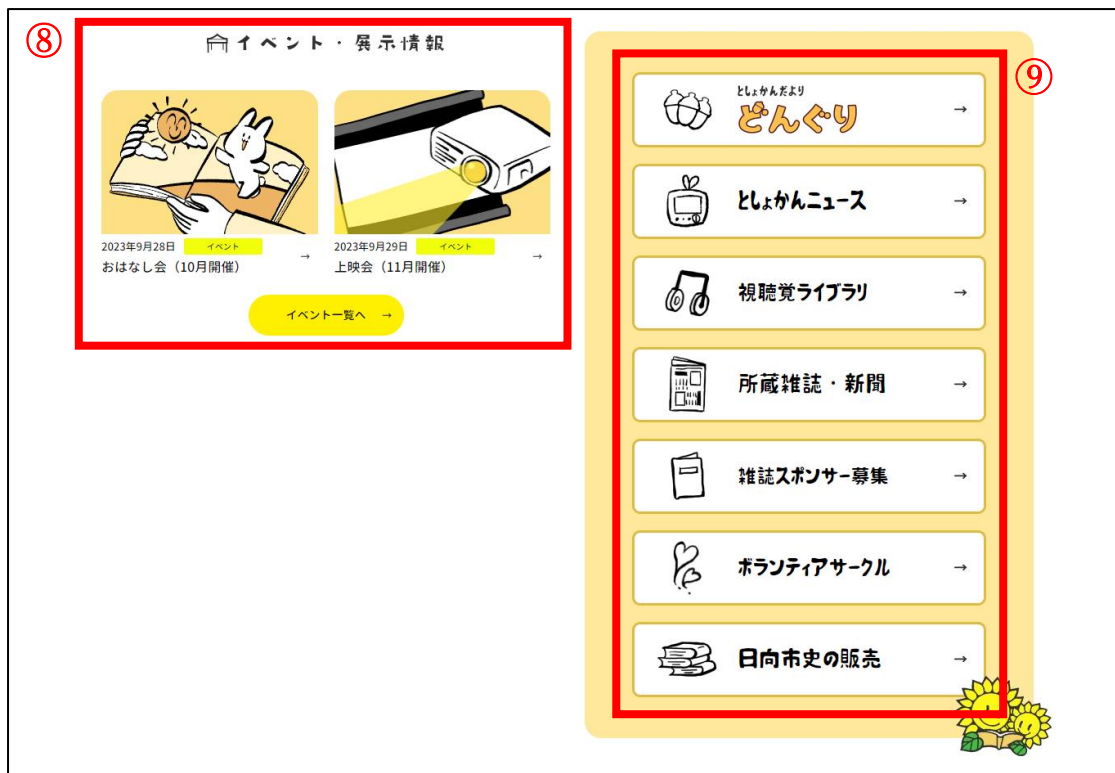 ⑧
イベント・展示情報
2023年9月28日 イベント
おはなし会（10月開催）
→
2023年9月29日 イベント
上映会（11月開催）
→
イベント一覧へ →
⑨
としょかんだより
どんぐり →
としょかんニュース →
視聴覚ライブラリ →
所蔵雑誌・新聞 →
雑誌スポンサー募集 →
ボランティアサークル →
日向市史の販売 →